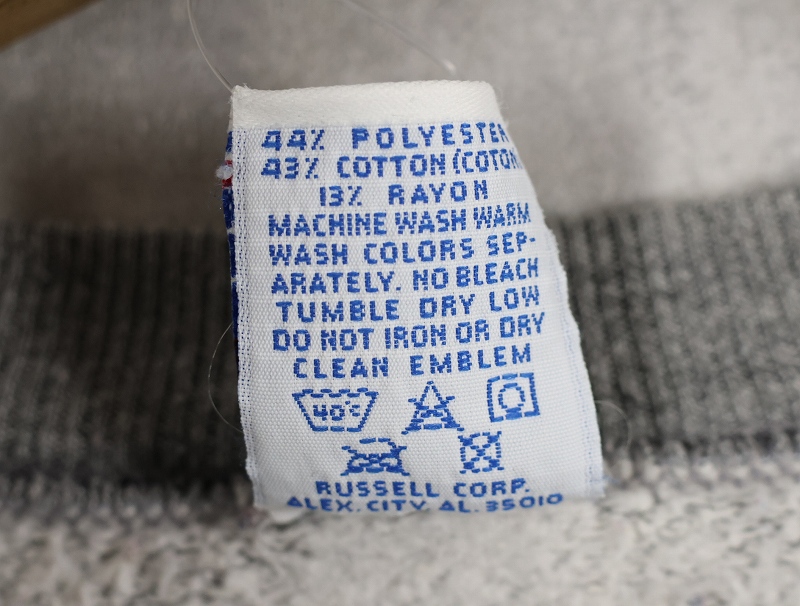 44% POLYESTER
43% COTTON (COTON
13% RAYON
MACHINE WASH WARM
WASH COLORS SEP-
ARATELY. NO BLEACH
TUMBLE DRY LOW
DO NOT IRON OR DRY
CLEAN EMBLEM
40°C
RUSSELL CORP.
ALEX. CITY, AL. 35010